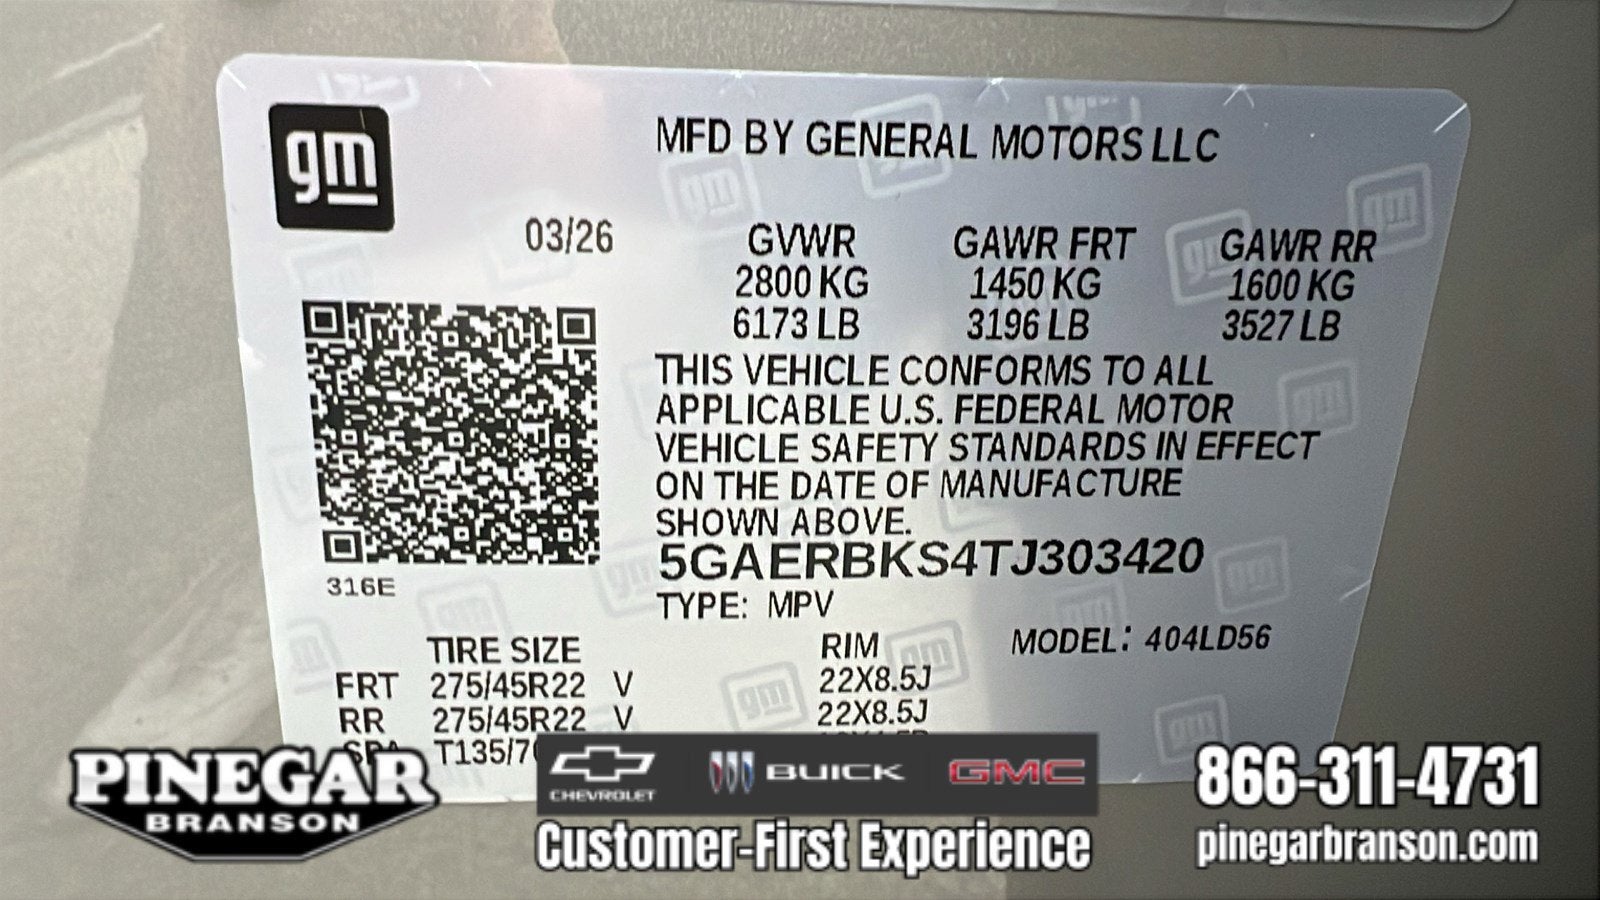 gm
MFD BY GENERAL MOTORS LLC
03/26
GVWR GAWR FRT GAWR RR
2800 KG 1450 KG 1600 KG
6173 LB 3196 LB 3527 LB
THIS VEHICLE CONFORMS TO ALL
APPLICABLE U.S. FEDERAL MOTOR
VEHICLE SAFETY STANDARDS IN EFFECT
ON THE DATE OF MANUFACTURE
SHOWN ABOVE.
5GAERBKS4TJ303420
316E
TYPE: MPV
TIRE SIZE RIM MODEL: 404LD56
FRT 275/45R22 V 22X8.5J
RR 275/45R22 V 22X8.5J
SPA T135/70
PINEGAR
BRANSON
CHEVROLET BUICK GMC
Customer-First Experience
866-311-4731
pinegarbranson.com